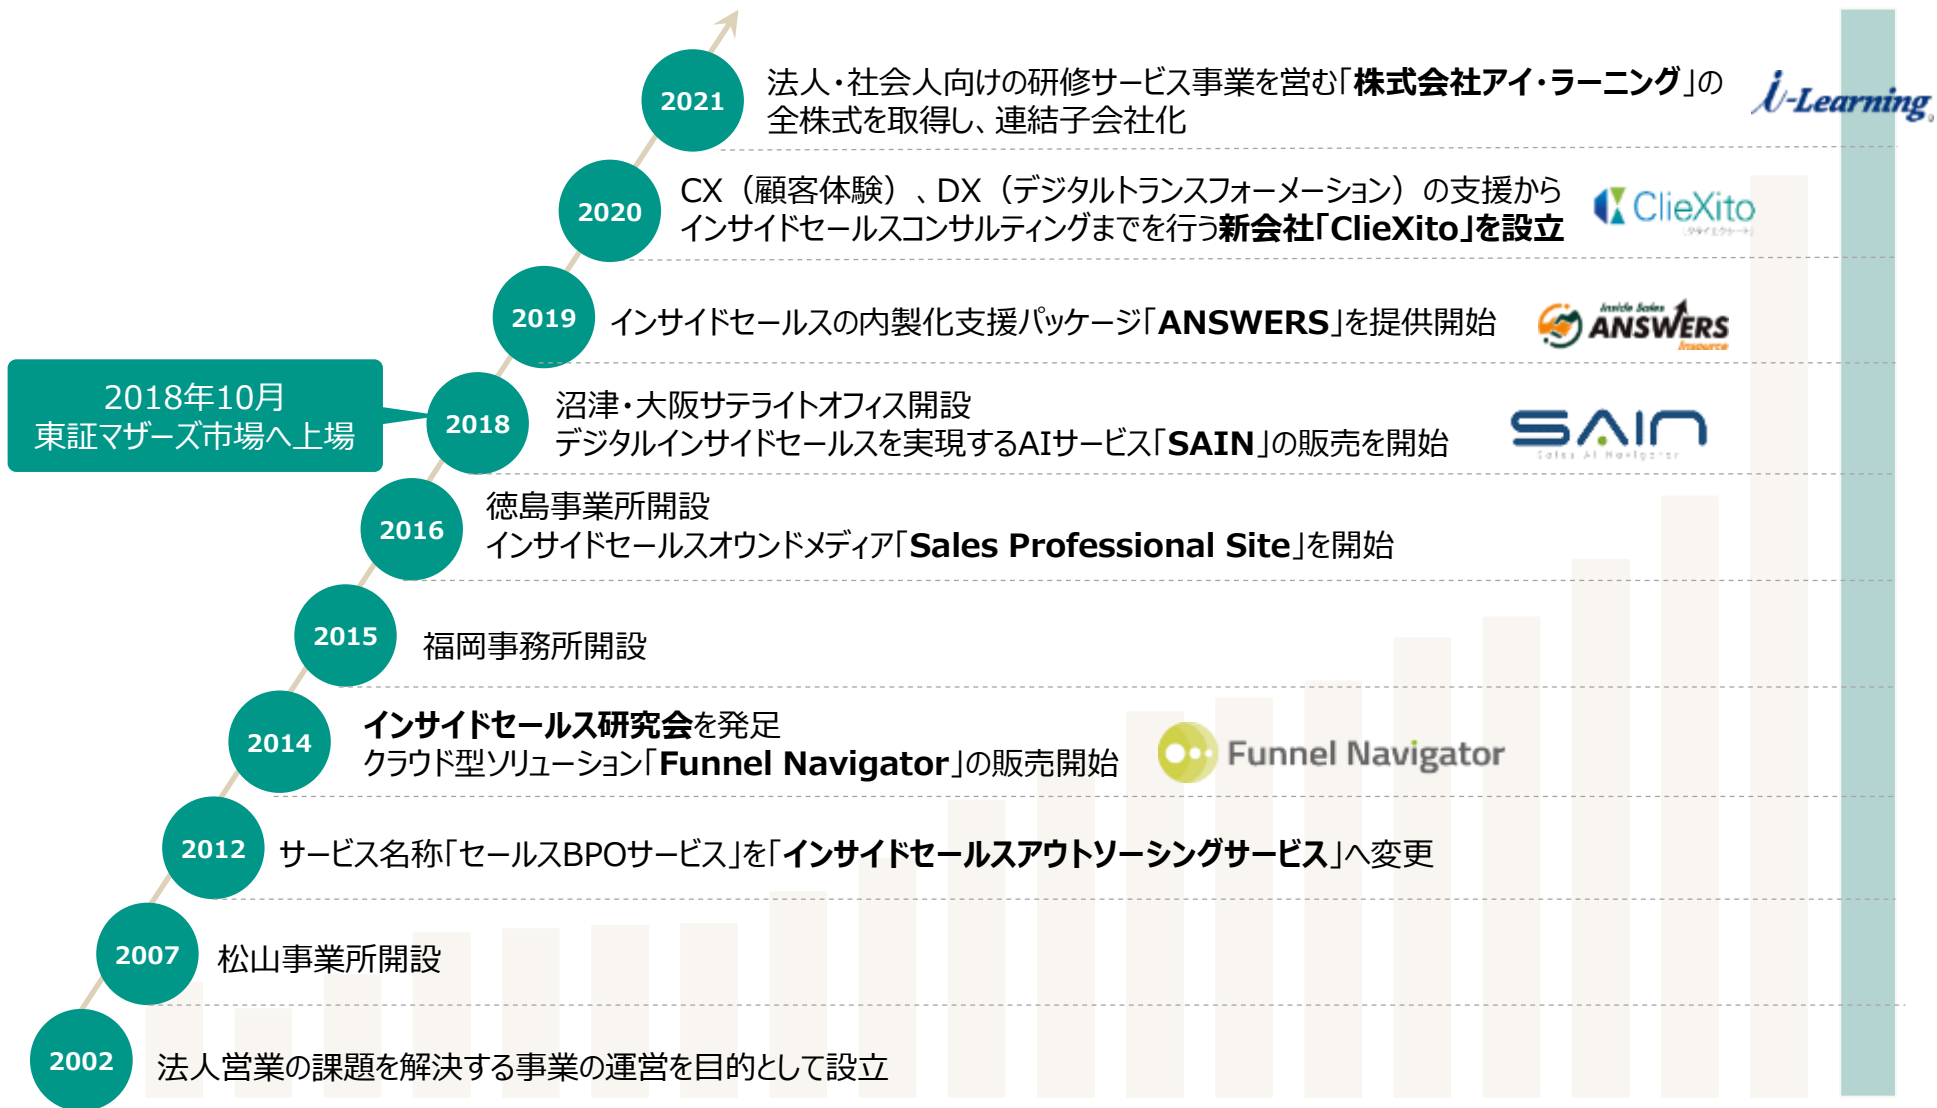 2021
法人・社会人向けの研修サービス事業を営む「株式会社アイ・ラーニング」の
全株式を取得し、連結子会社化
i-Learning®
2020
CX（顧客体験）、DX（デジタルトランスフォーメーション）の支援から
インサイドセールスコンサルティングまでを行う新会社「ClieXito」を設立
ClieXito
［クライエクシート］
2019
インサイドセールスの内製化支援パッケージ「ANSWERS」を提供開始
Inside Sales
ANSWERS
Insource
2018年10月
東証マザーズ市場へ上場
2018
沼津・大阪サテライトオフィス開設
デジタルインサイドセールスを実現するAIサービス「SAIN」の販売を開始
SAIN
Sales AI Navigator
2016
徳島事業所開設
インサイドセールスオウンドメディア「Sales Professional Site」を開始
2015
福岡事務所開設
2014
インサイドセールス研究会を発足
クラウド型ソリューション「Funnel Navigator」の販売開始
Funnel Navigator
2012
サービス名称「セールスBPOサービス」を「インサイドセールスアウトソーシングサービス」へ変更
2007
松山事業所開設
2002
法人営業の課題を解決する事業の運営を目的として設立